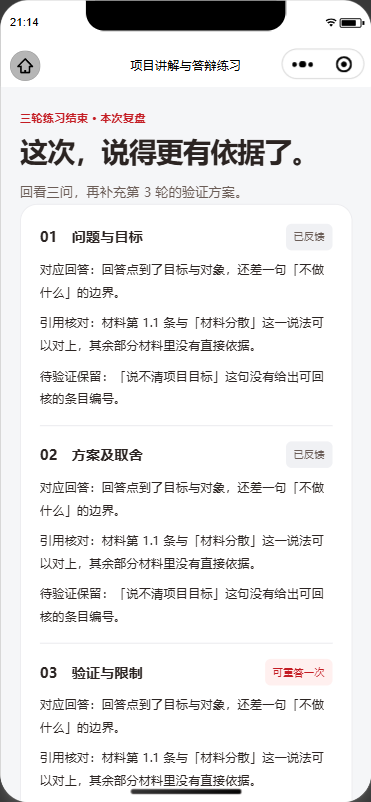 21:14
项目讲解与答辩练习
三轮练习结束 • 本次复盘
这次，说得更有依据了。
回看三问，再补充第 3 轮的验证方案。
01 问题与目标
已反馈
对应回答：回答点到了目标与对象，还差一句「不做
什么」的边界。
引用核对：材料第 1.1 条与「材料分散」这一说法可
以对上，其余部分材料里没有直接依据。
待验证保留：「说不清项目目标」这句没有给出可回
核的条目编号。
02 方案及取舍
已反馈
对应回答：回答点到了目标与对象，还差一句「不做
什么」的边界。
引用核对：材料第 1.1 条与「材料分散」这一说法可
以对上，其余部分材料里没有直接依据。
待验证保留：「说不清项目目标」这句没有给出可回
核的条目编号。
03 验证与限制
可重答一次
对应回答：回答点到了目标与对象，还差一句「不做
什么」的边界。
引用核对：材料第 1.1 条与「材料分散」这一说法可
以对上，其余部分材料里没有直接依据。